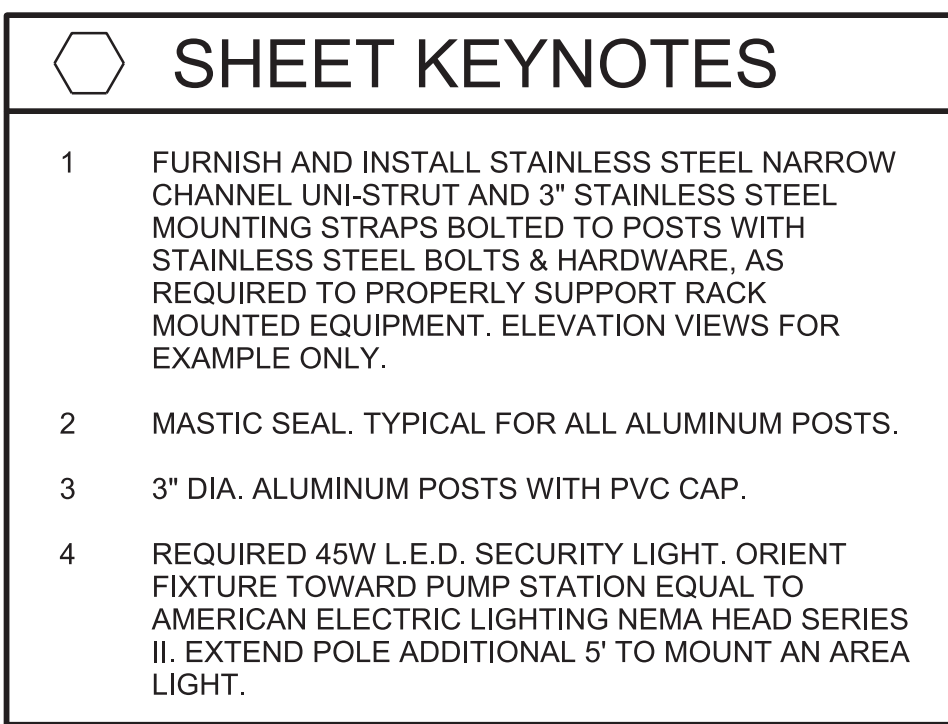 SHEET KEYNOTES
1 FURNISH AND INSTALL STAINLESS STEEL NARROW
CHANNEL UNI-STRUT AND 3" STAINLESS STEEL
MOUNTING STRAPS BOLTED TO POSTS WITH
STAINLESS STEEL BOLTS & HARDWARE, AS
REQUIRED TO PROPERLY SUPPORT RACK
MOUNTED EQUIPMENT. ELEVATION VIEWS FOR
EXAMPLE ONLY.
2 MASTIC SEAL. TYPICAL FOR ALL ALUMINUM POSTS.
3 3" DIA. ALUMINUM POSTS WITH PVC CAP.
4 REQUIRED 45W L.E.D. SECURITY LIGHT. ORIENT
FIXTURE TOWARD PUMP STATION EQUAL TO
AMERICAN ELECTRIC LIGHTING NEMA HEAD SERIES
II. EXTEND POLE ADDITIONAL 5' TO MOUNT AN AREA
LIGHT.